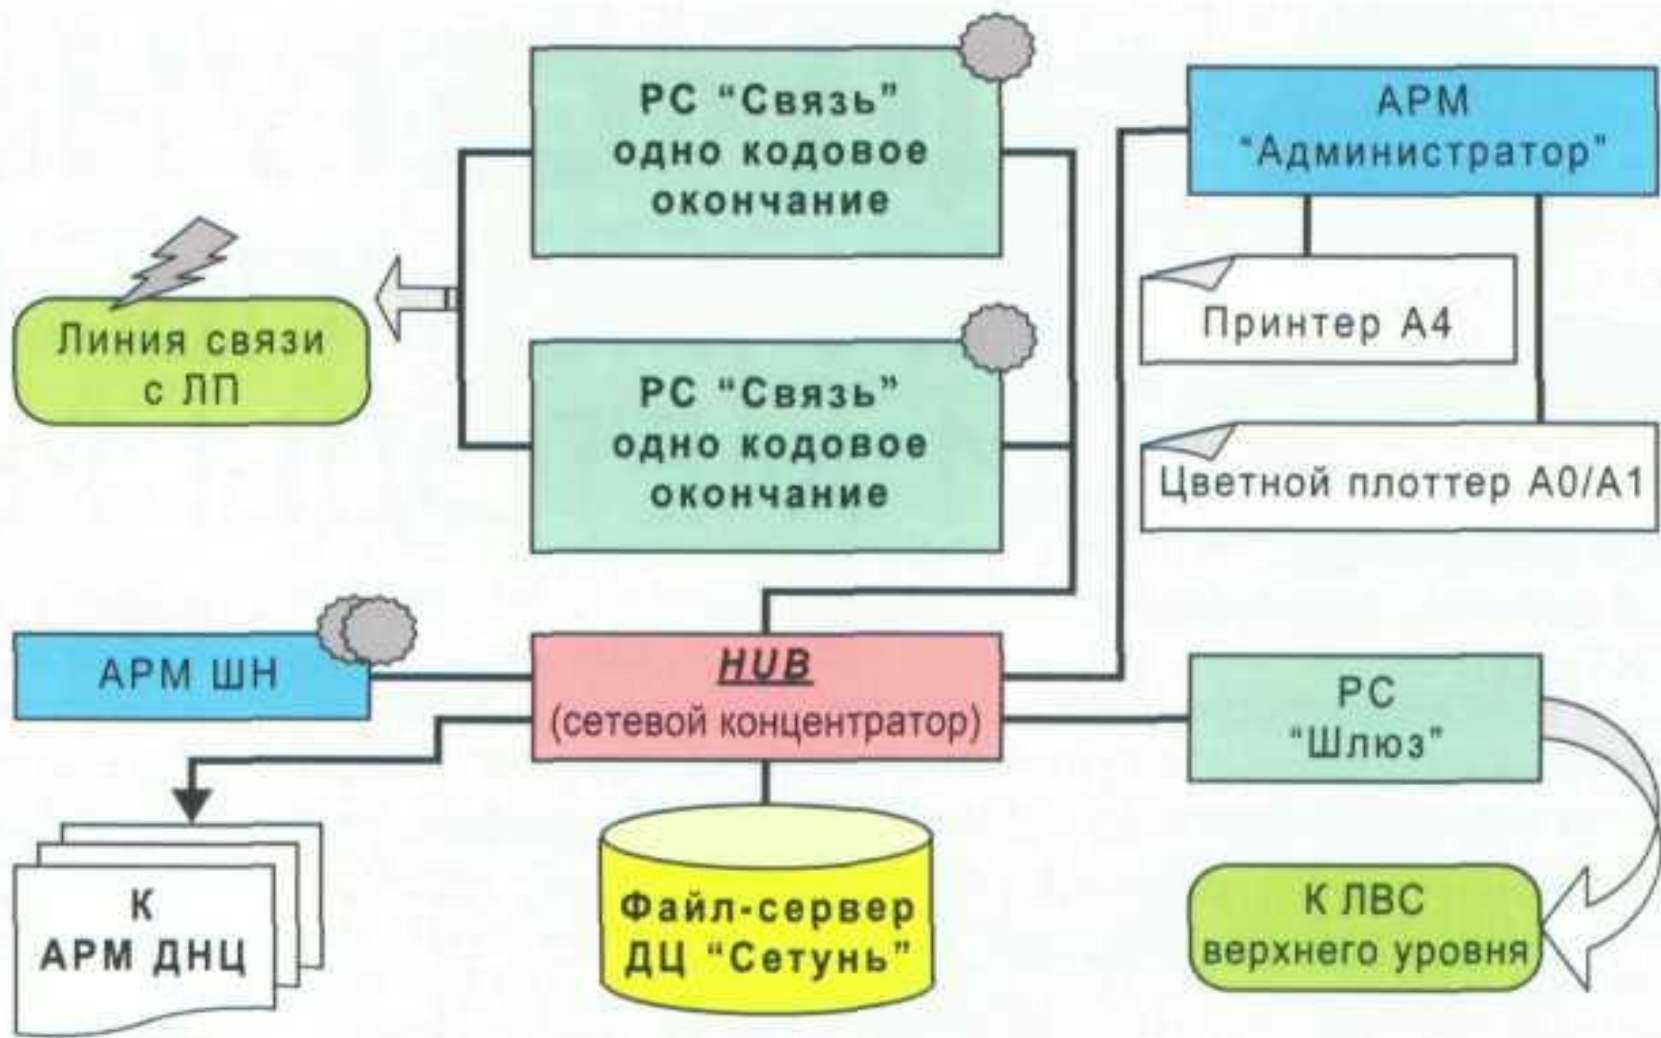 РС “Связь”
одно кодовое
окончание
АРМ
“Администратор”
Линия связи
с ЛП
Принтер А4
РС “Связь”
одно кодовое
окончание
Цветной плоттер А0/А1
АРМ ШН
HUB
(сетевой концентратор)
РС
“Шлюз”
К
АРМ ДНЦ
Файл-сервер
ДЦ “Сетунь”
К ЛВС
верхнего уровня